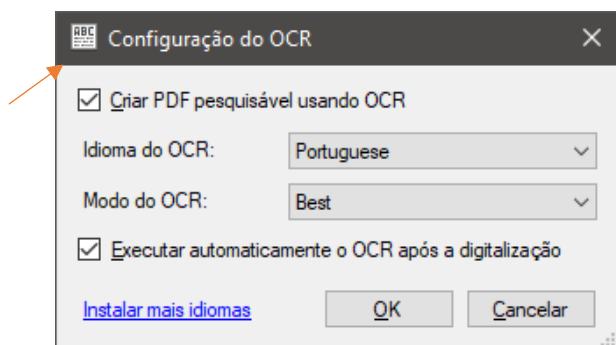 ABC
Configuração do OCR
Criar PDF pesquisável usando OCR
Idioma do OCR: Portuguese
Modo do OCR: Best
Executar automaticamente o OCR após a digitalização
Instalar mais idiomas OK Cancelar